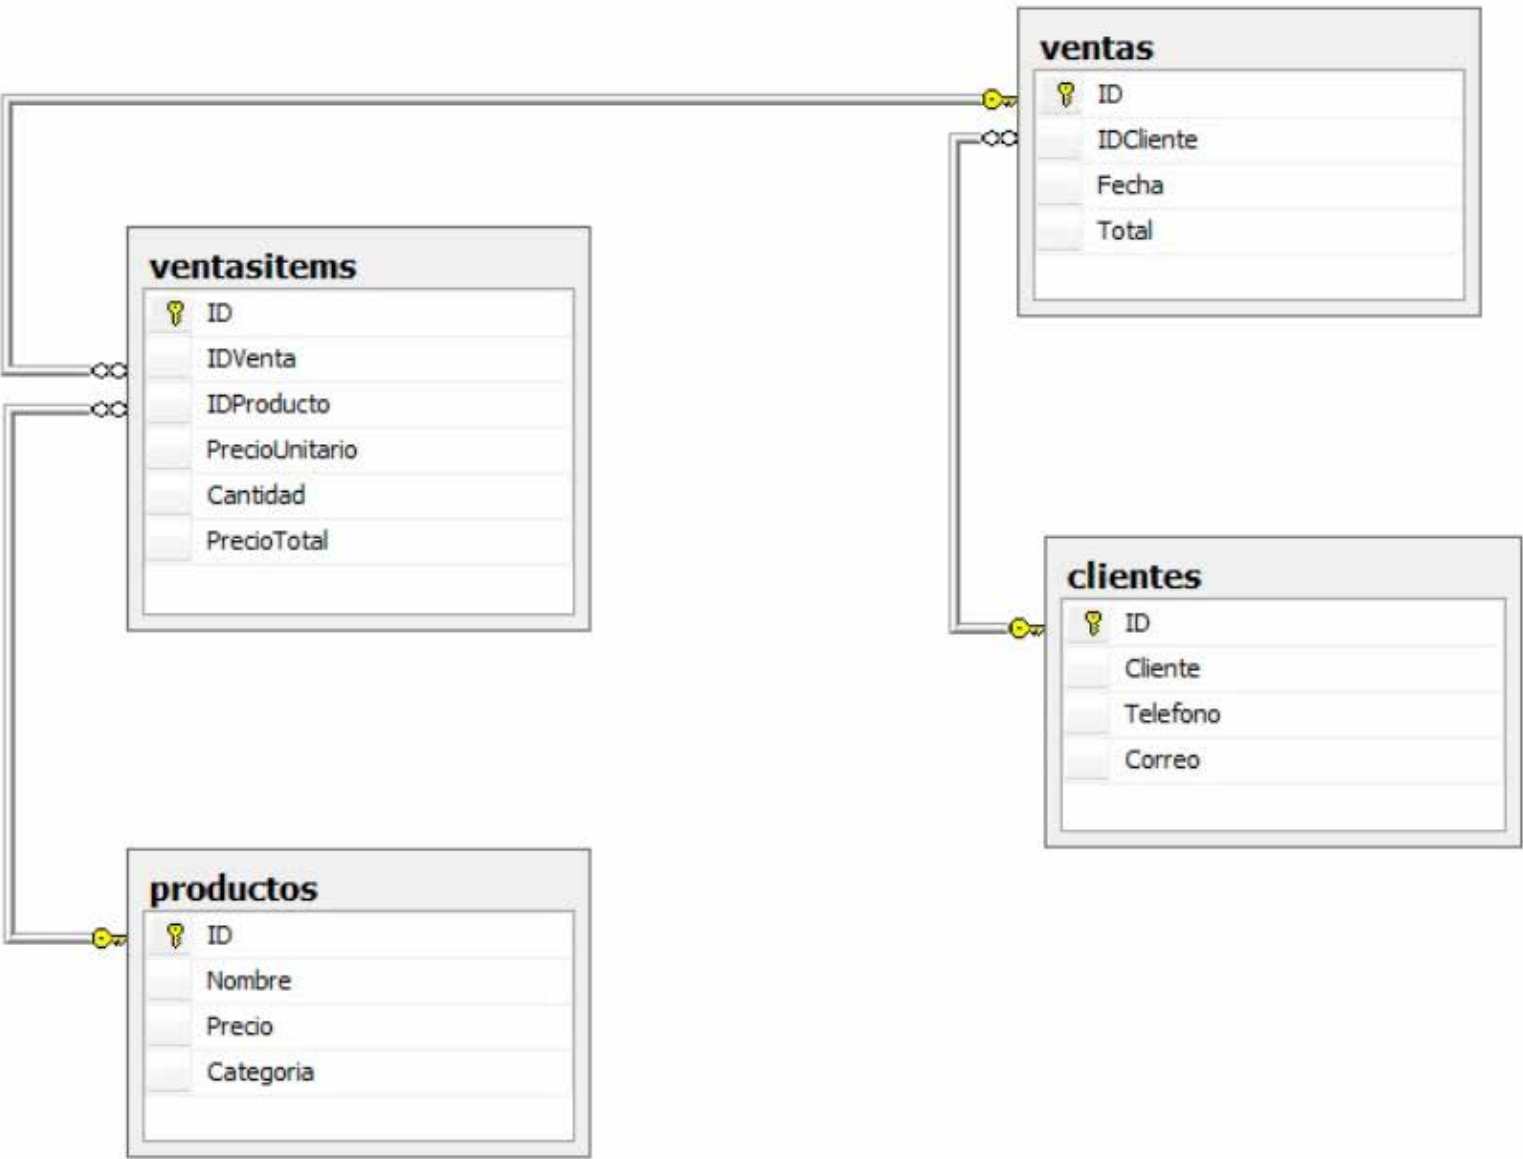 ventas
ID
IDCliente
Fecha
Total
ventasitems
ID
IDVenta
IDProducto
PrecioUnitario
Cantidad
PrecioTotal
clientes
ID
Cliente
Telefono
Correo
productos
ID
Nombre
Precio
Categoria